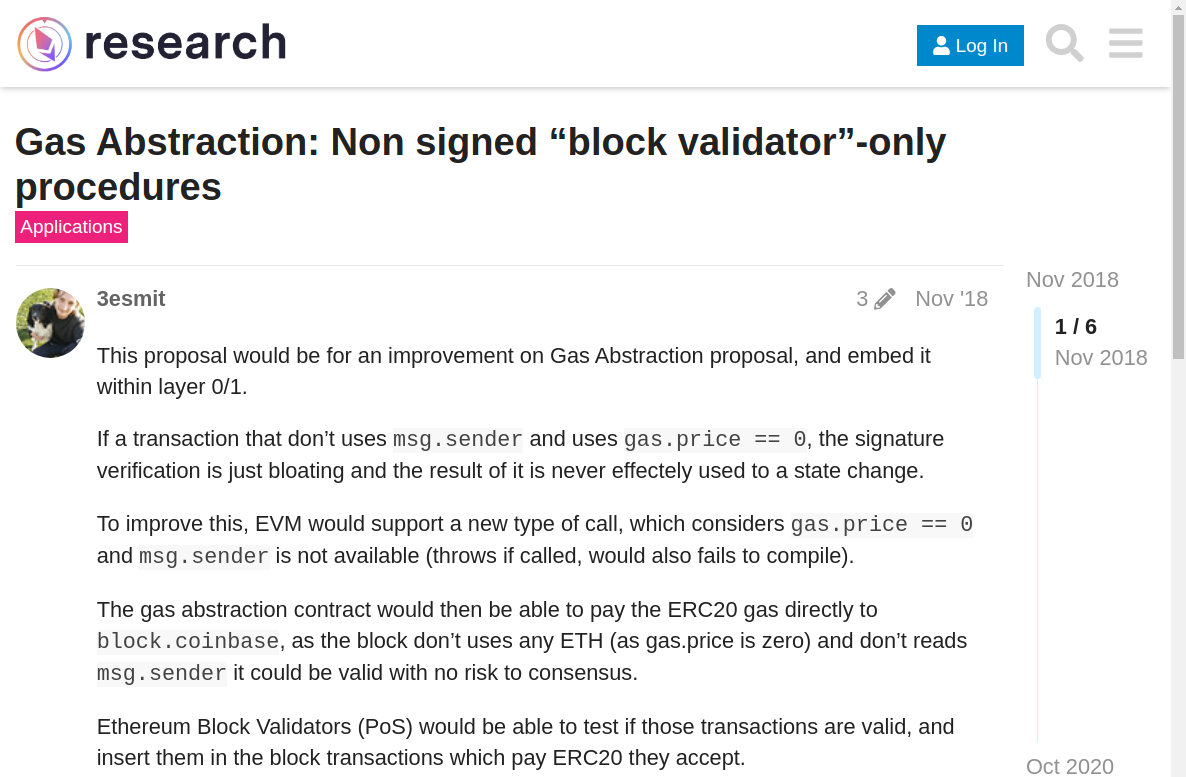 research
Log In
Gas Abstraction: Non signed “block validator”-only
procedures
Applications
3esmit
3
Nov '18
This proposal would be for an improvement on Gas Abstraction proposal, and embed it
within layer 0/1.
If a transaction that don’t uses msg.sender and uses gas.price == 0, the signature
verification is just bloating and the result of it is never effectely used to a state change.
To improve this, EVM would support a new type of call, which considers gas.price == 0
and msg.sender is not available (throws if called, would also fails to compile).
The gas abstraction contract would then be able to pay the ERC20 gas directly to
block.coinbase, as the block don’t uses any ETH (as gas.price is zero) and don’t reads
msg.sender it could be valid with no risk to consensus.
Ethereum Block Validators (PoS) would be able to test if those transactions are valid, and
insert them in the block transactions which pay ERC20 they accept.
Nov 2018
1 / 6
Nov 2018
Oct 2020